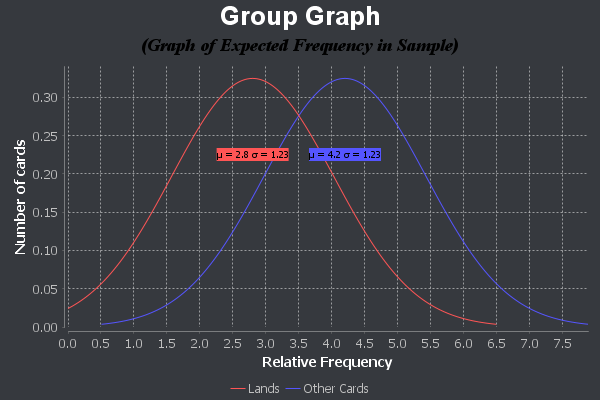 Group Graph
(Graph of Expected Frequency in Sample)
Number of cards
0.30
0.25
0.20
0.15
0.10
0.05
0.00
μ = 2.8 σ = 1.23
μ = 4.2 σ = 1.23
0.0 0.5 1.0 1.5 2.0 2.5 3.0 3.5 4.0 4.5 5.0 5.5 6.0 6.5 7.0 7.5
Relative Frequency
Lands Other Cards